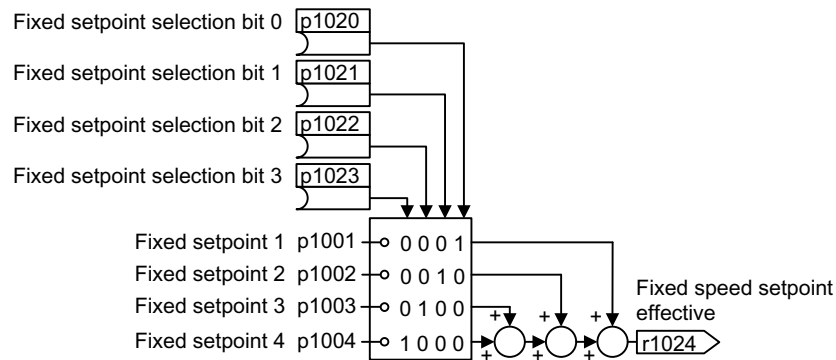 Fixed setpoint selection bit 0 p1020
Fixed setpoint selection bit 1 p1021
Fixed setpoint selection bit 2 p1022
Fixed setpoint selection bit 3 p1023
Fixed setpoint 1 p1001 0 0 0 1
Fixed setpoint 2 p1002 0 0 1 0
Fixed setpoint 3 p1003 0 1 0 0
Fixed setpoint 4 p1004 1 0 0 0
+ + +
+ + +
Fixed speed setpoint
effective
r1024